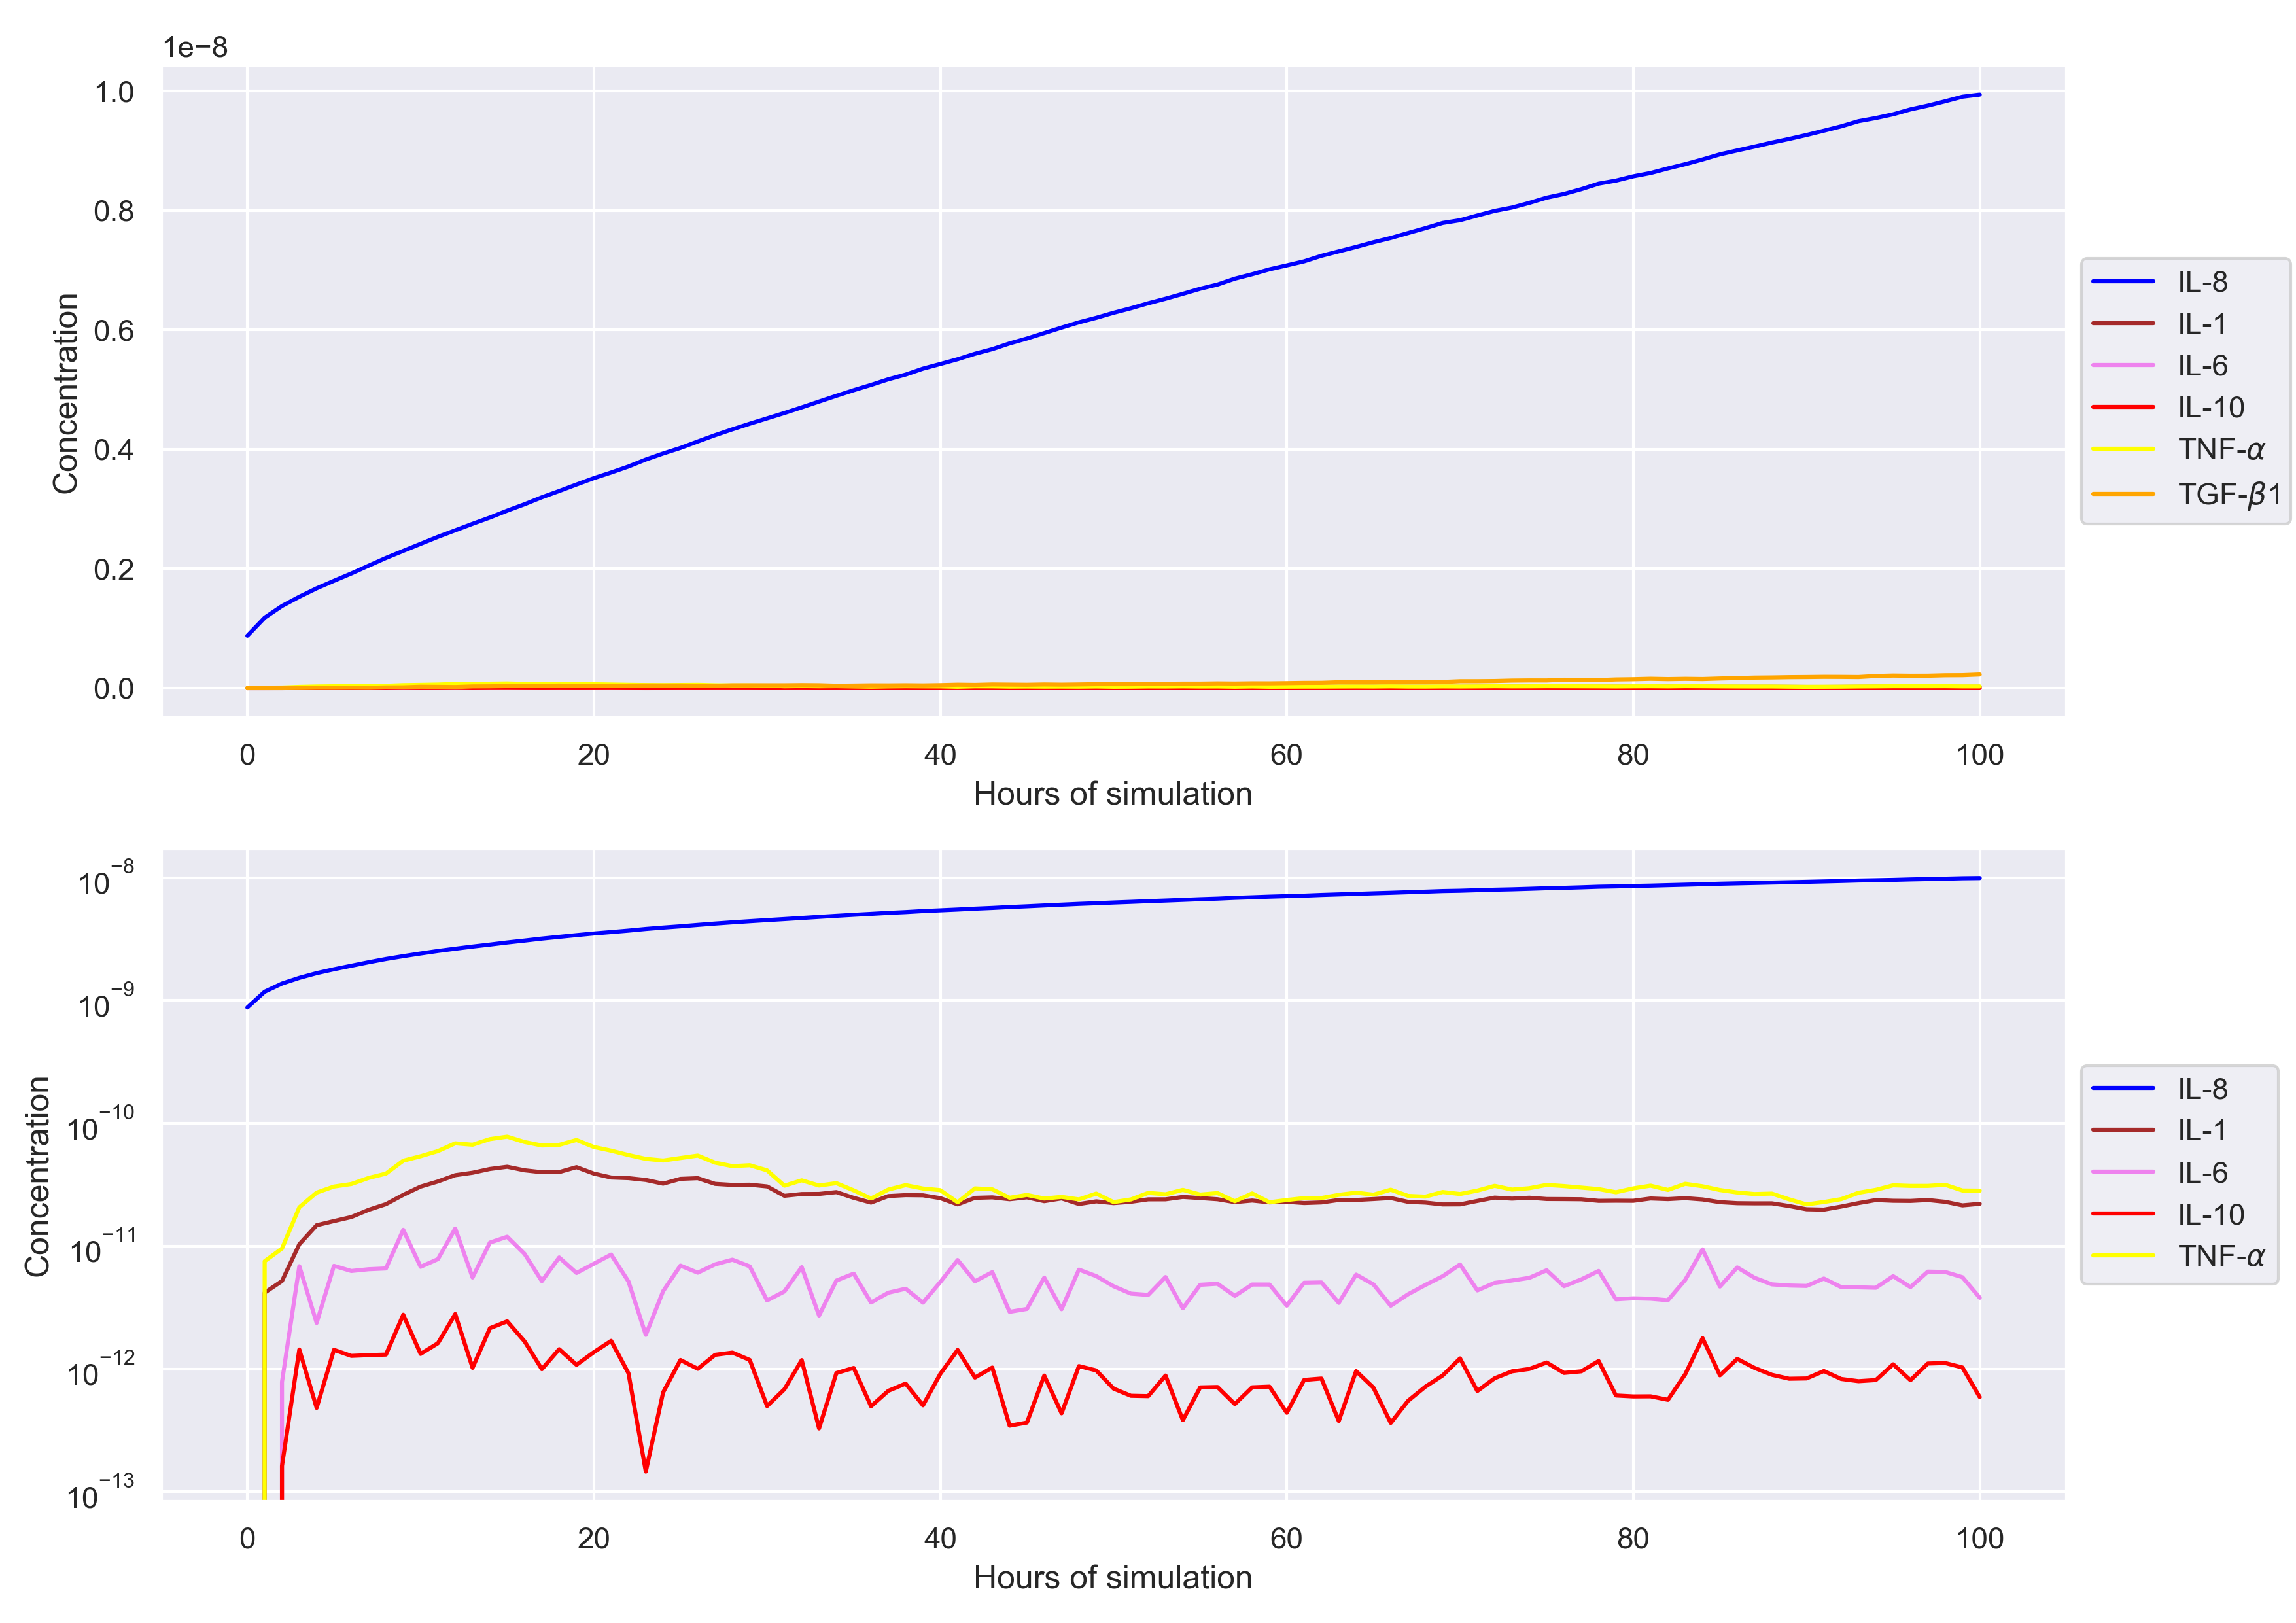 1e−8
1.0
0.8
0.6
0.4
0.2
0.0
Concentration
0 20 40 60 80 100
Hours of simulation
IL-8
IL-1
IL-6
IL-10
TNF-α
TGF-β1
10⁻⁸
10⁻⁹
10⁻¹⁰
10⁻¹¹
10⁻¹²
10⁻¹³
Concentration
0 20 40 60 80 100
Hours of simulation
IL-8
IL-1
IL-6
IL-10
TNF-α